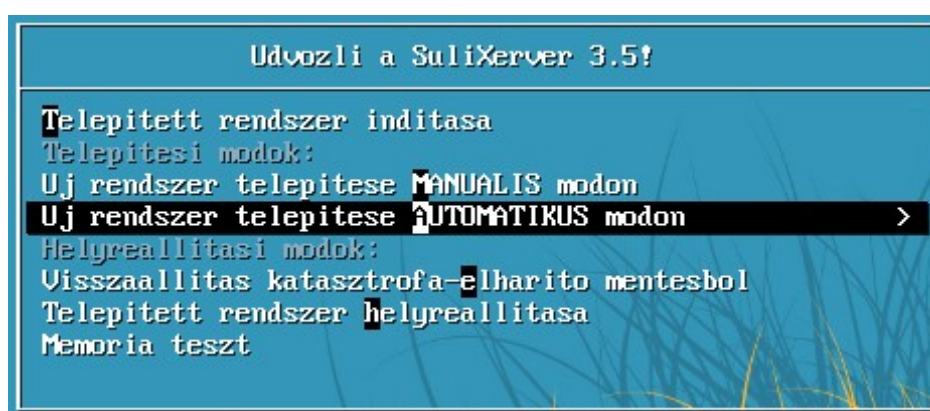 Udvozli a SuliXerver 3.5!
Telepitett rendszer inditasa
Telepitesi modok:
Uj rendszer telepitese MANUALIS modon
Uj rendszer telepitese AUTOMATIKUS modon >
Helyreallitasi modok:
Visszaallitas katasztrofa-elharito mentesbol
Telepitett rendszer helyreallitasa
Memoria teszt